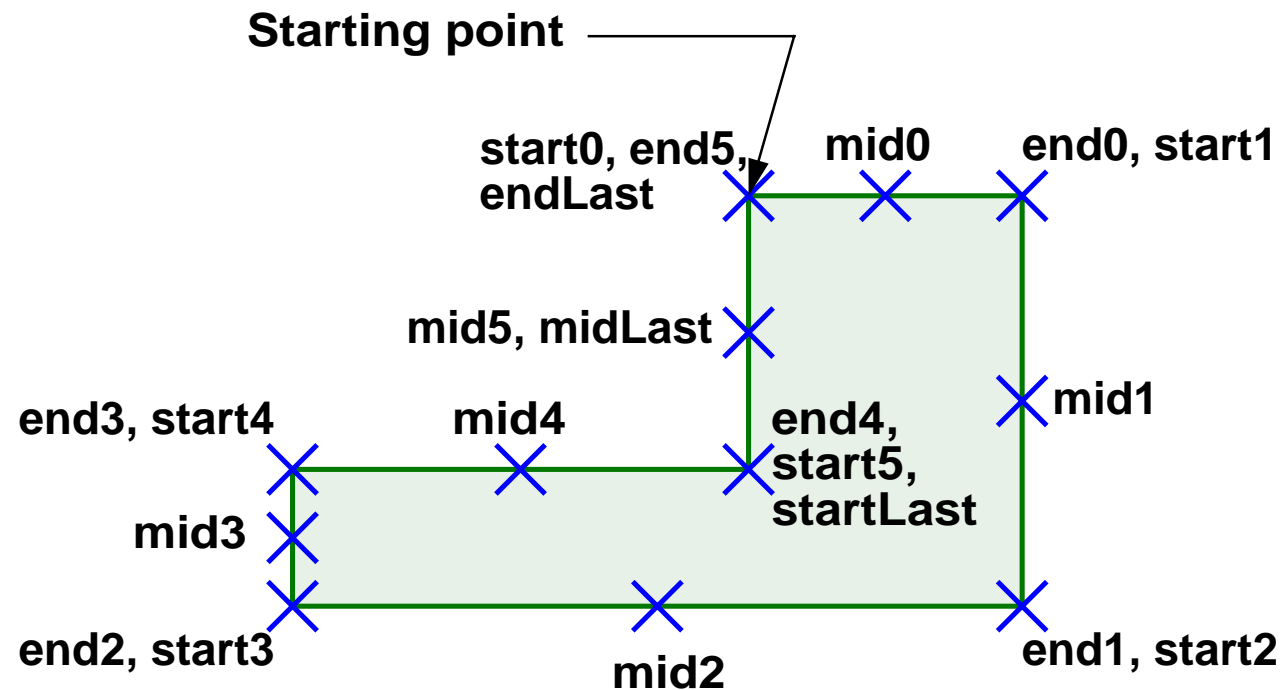 Starting point
start0, end5,
endLast
mid0
end0, start1
mid5, midLast
mid1
end3, start4
mid4
end4,
start5,
startLast
mid3
end2, start3
mid2
end1, start2